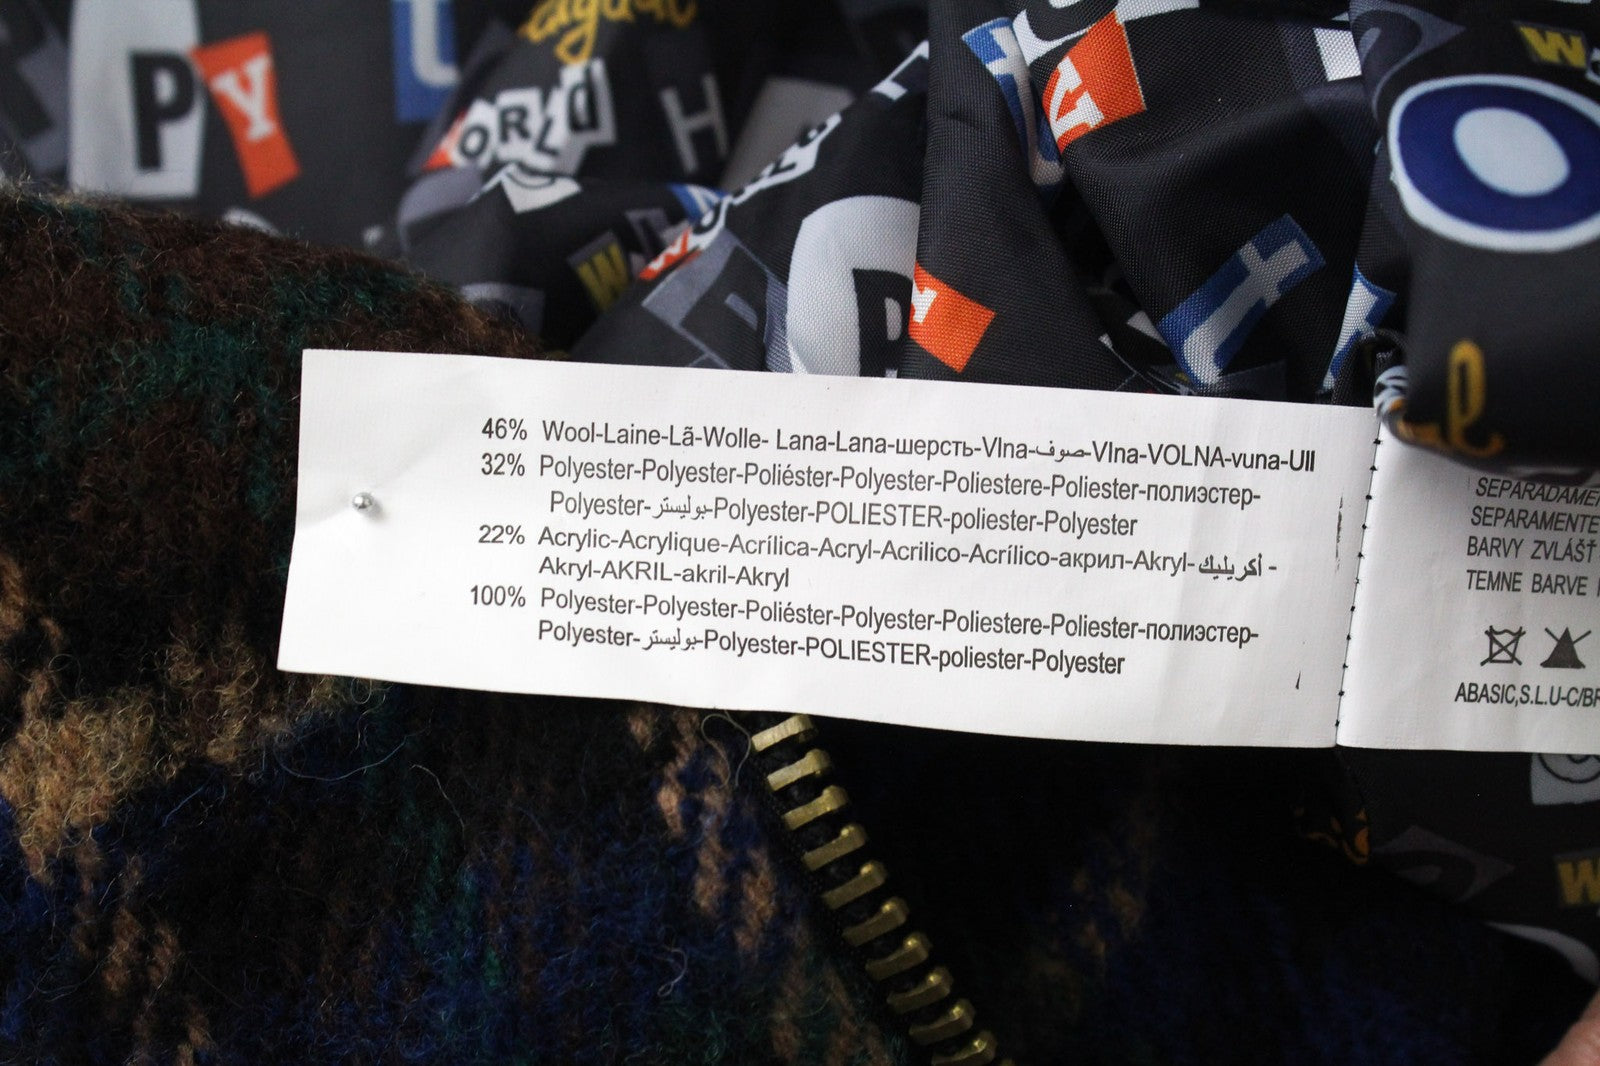 PY
WORLD
H
46% Wool-Laine-Lã-Wolle- Lana-Lana-шерсть-Vlna-صوف-Vlna-VOLNA-vuna-Ull
32% Polyester-Polyester-Poliéster-Polyester-Poliestere-Poliester-полиэстер-
Polyester-بوليستر-Polyester-POLIESTER-poliester-Polyester
22% Acrylic-Acrylique-Acrílica-Acryl-Acrilico-Acrílico-акрил-Akryl-أكريليك-
Akryl-AKRIL-akril-Akryl
100% Polyester-Polyester-Poliéster-Polyester-Poliestere-Poliester-полиэстер-
Polyester-بوليستر-Polyester-POLIESTER-poliester-Polyester
SEPARADAME
SEPARAMENTE
BARVY ZVLÁŠŤ
TEMNE BARVE
ABASIC,S.L.U-C/BR